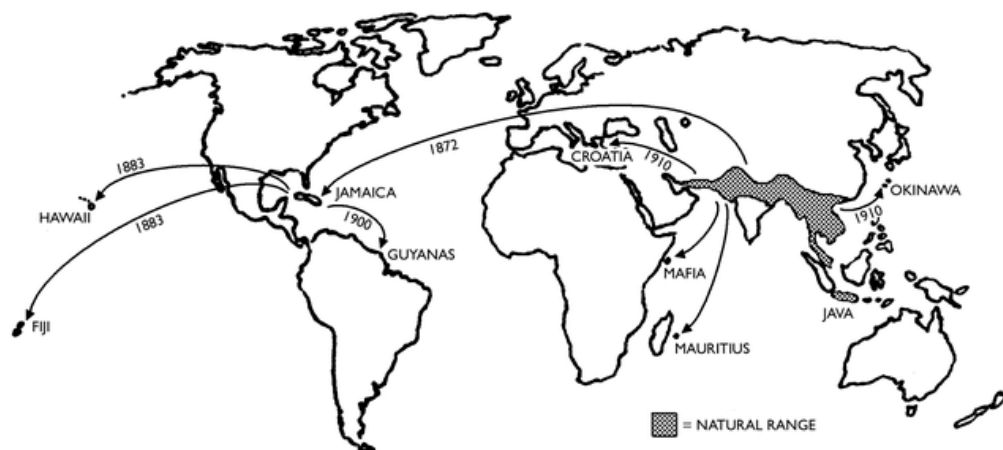 1872
CROATIA
1910
1883
JAMAICA
OKINAWA
HAWAII
1883
1900
1910
GUYANAS
MAFIA
JAVA
FIJI
MAURITIUS
= NATURAL RANGE